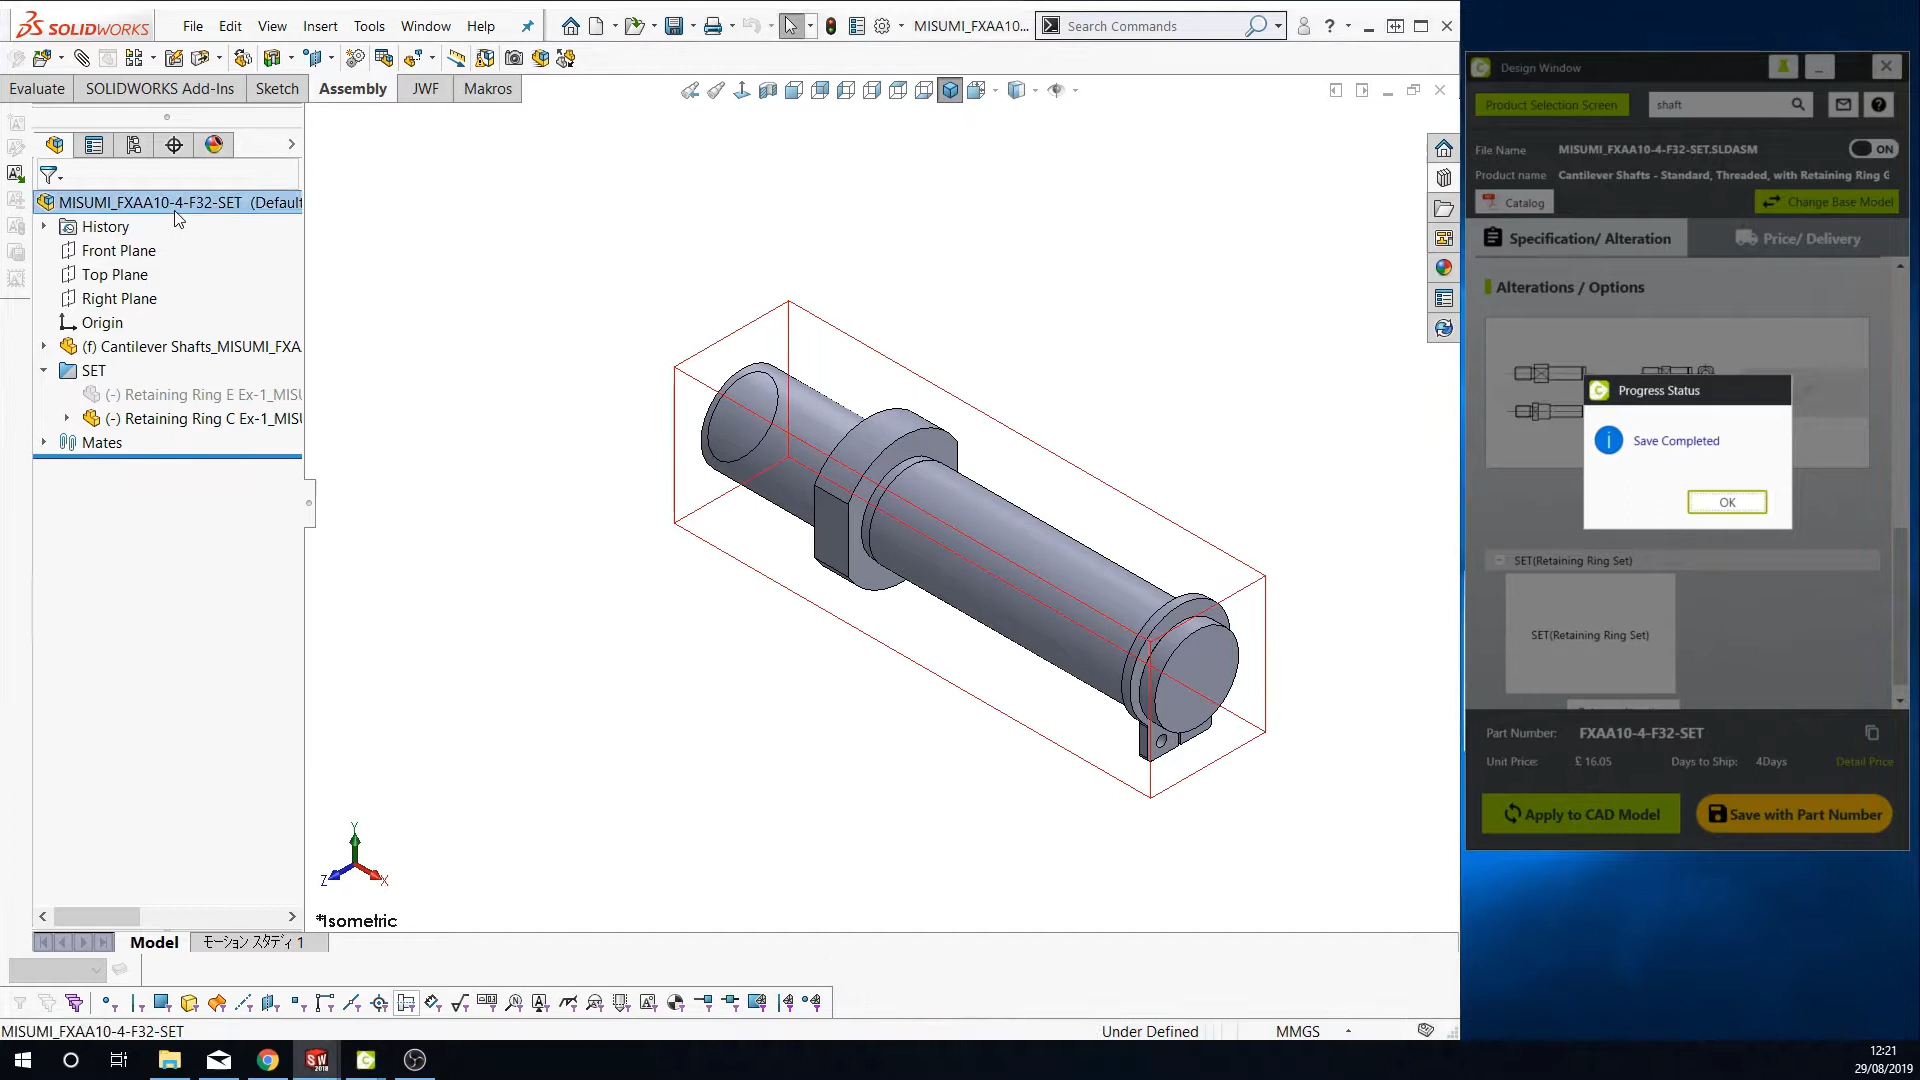 SOLIDWORKS
File Edit View Insert Tools Window Help
MISUMI_FXAA10...
Search Commands
Evaluate SOLIDWORKS Add-Ins Sketch Assembly JWF Makros
MISUMI_FXAA10-4-F32-SET (Default
History
Front Plane
Top Plane
Right Plane
Origin
(f) Cantilever Shafts_MISUMI_FXA
SET
(-) Retaining Ring E Ex-1_MISU
(-) Retaining Ring C Ex-1_MISU
Mates
Y
Z
X
*Isometric
Model モーション スタディ 1
MISUMI_FXAA10-4-F32-SET
Under Defined
MMGS
Design Window
Product Selection Screen
shaft
File Name MISUMI_FXAA10-4-F32-SET.SLDASM
ON
Product name Cantilever Shafts - Standard, Threaded, with Retaining Ring G
Catalog
Change Base Model
Specification/ Alteration
Price/ Delivery
Alterations / Options
Progress Status
Save Completed
OK
SET(Retaining Ring Set)
SET(Retaining Ring Set)
Part Number: FXAA10-4-F32-SET
Unit Price: £ 16.05 Days to Ship: 4Days Detail Price
Apply to CAD Model
Save with Part Number
SW
2018
12:21
29/08/2019